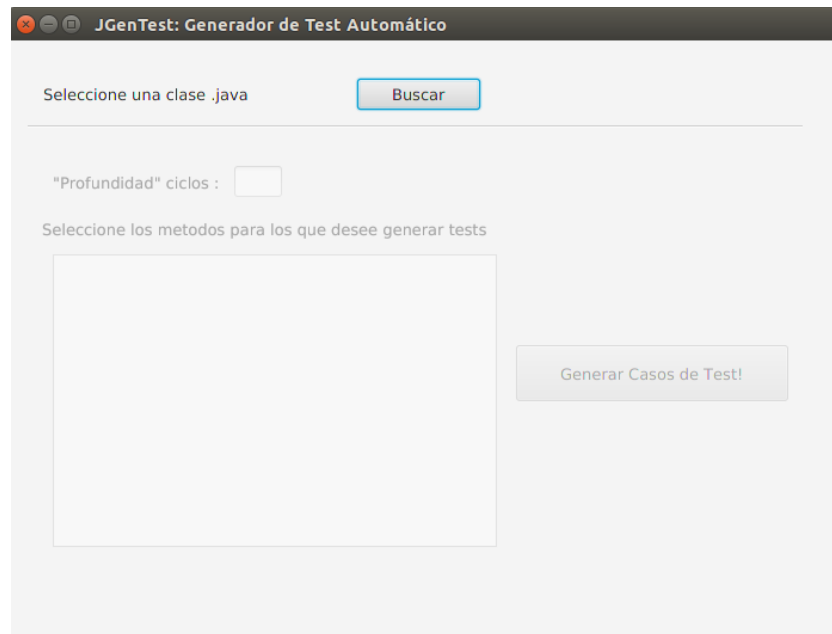 JGenTest: Generador de Test Automático
Seleccione una clase .java
Buscar
"Profundidad" ciclos :
Seleccione los metodos para los que desee generar tests
Generar Casos de Test!